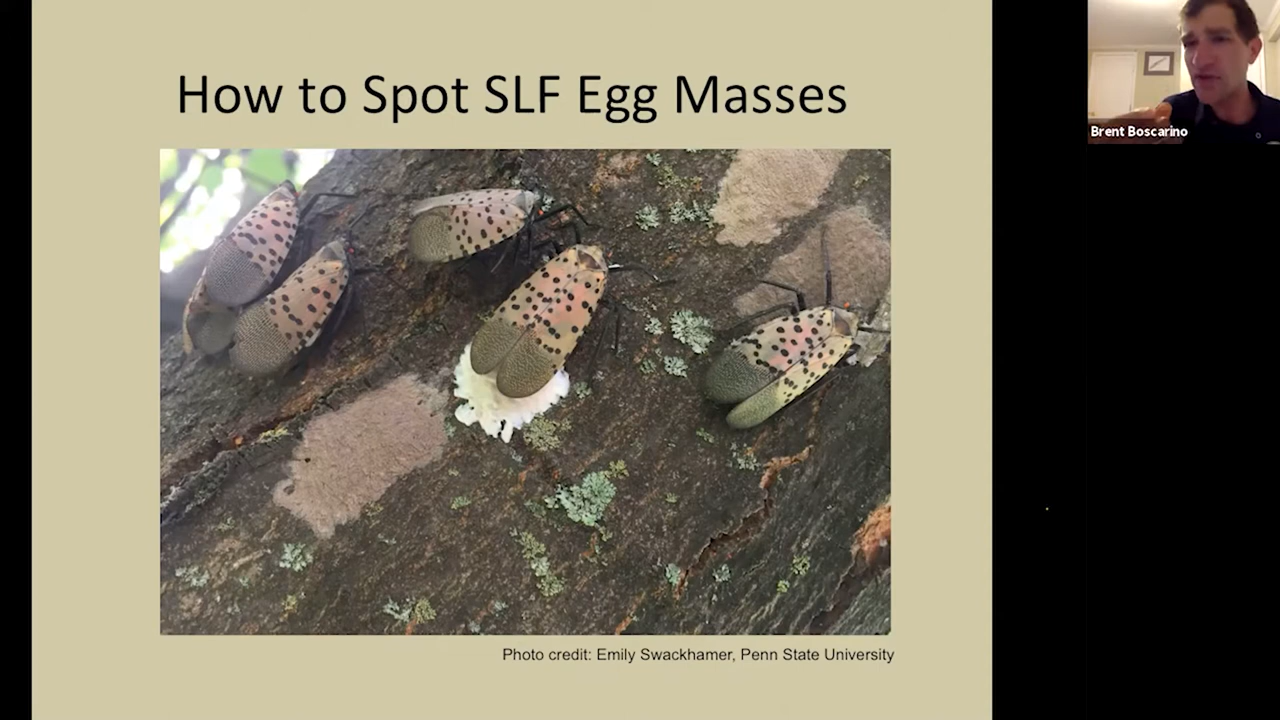 How to Spot SLF Egg Masses
Brent Boscarino
Photo credit: Emily Swackhamer, Penn State University